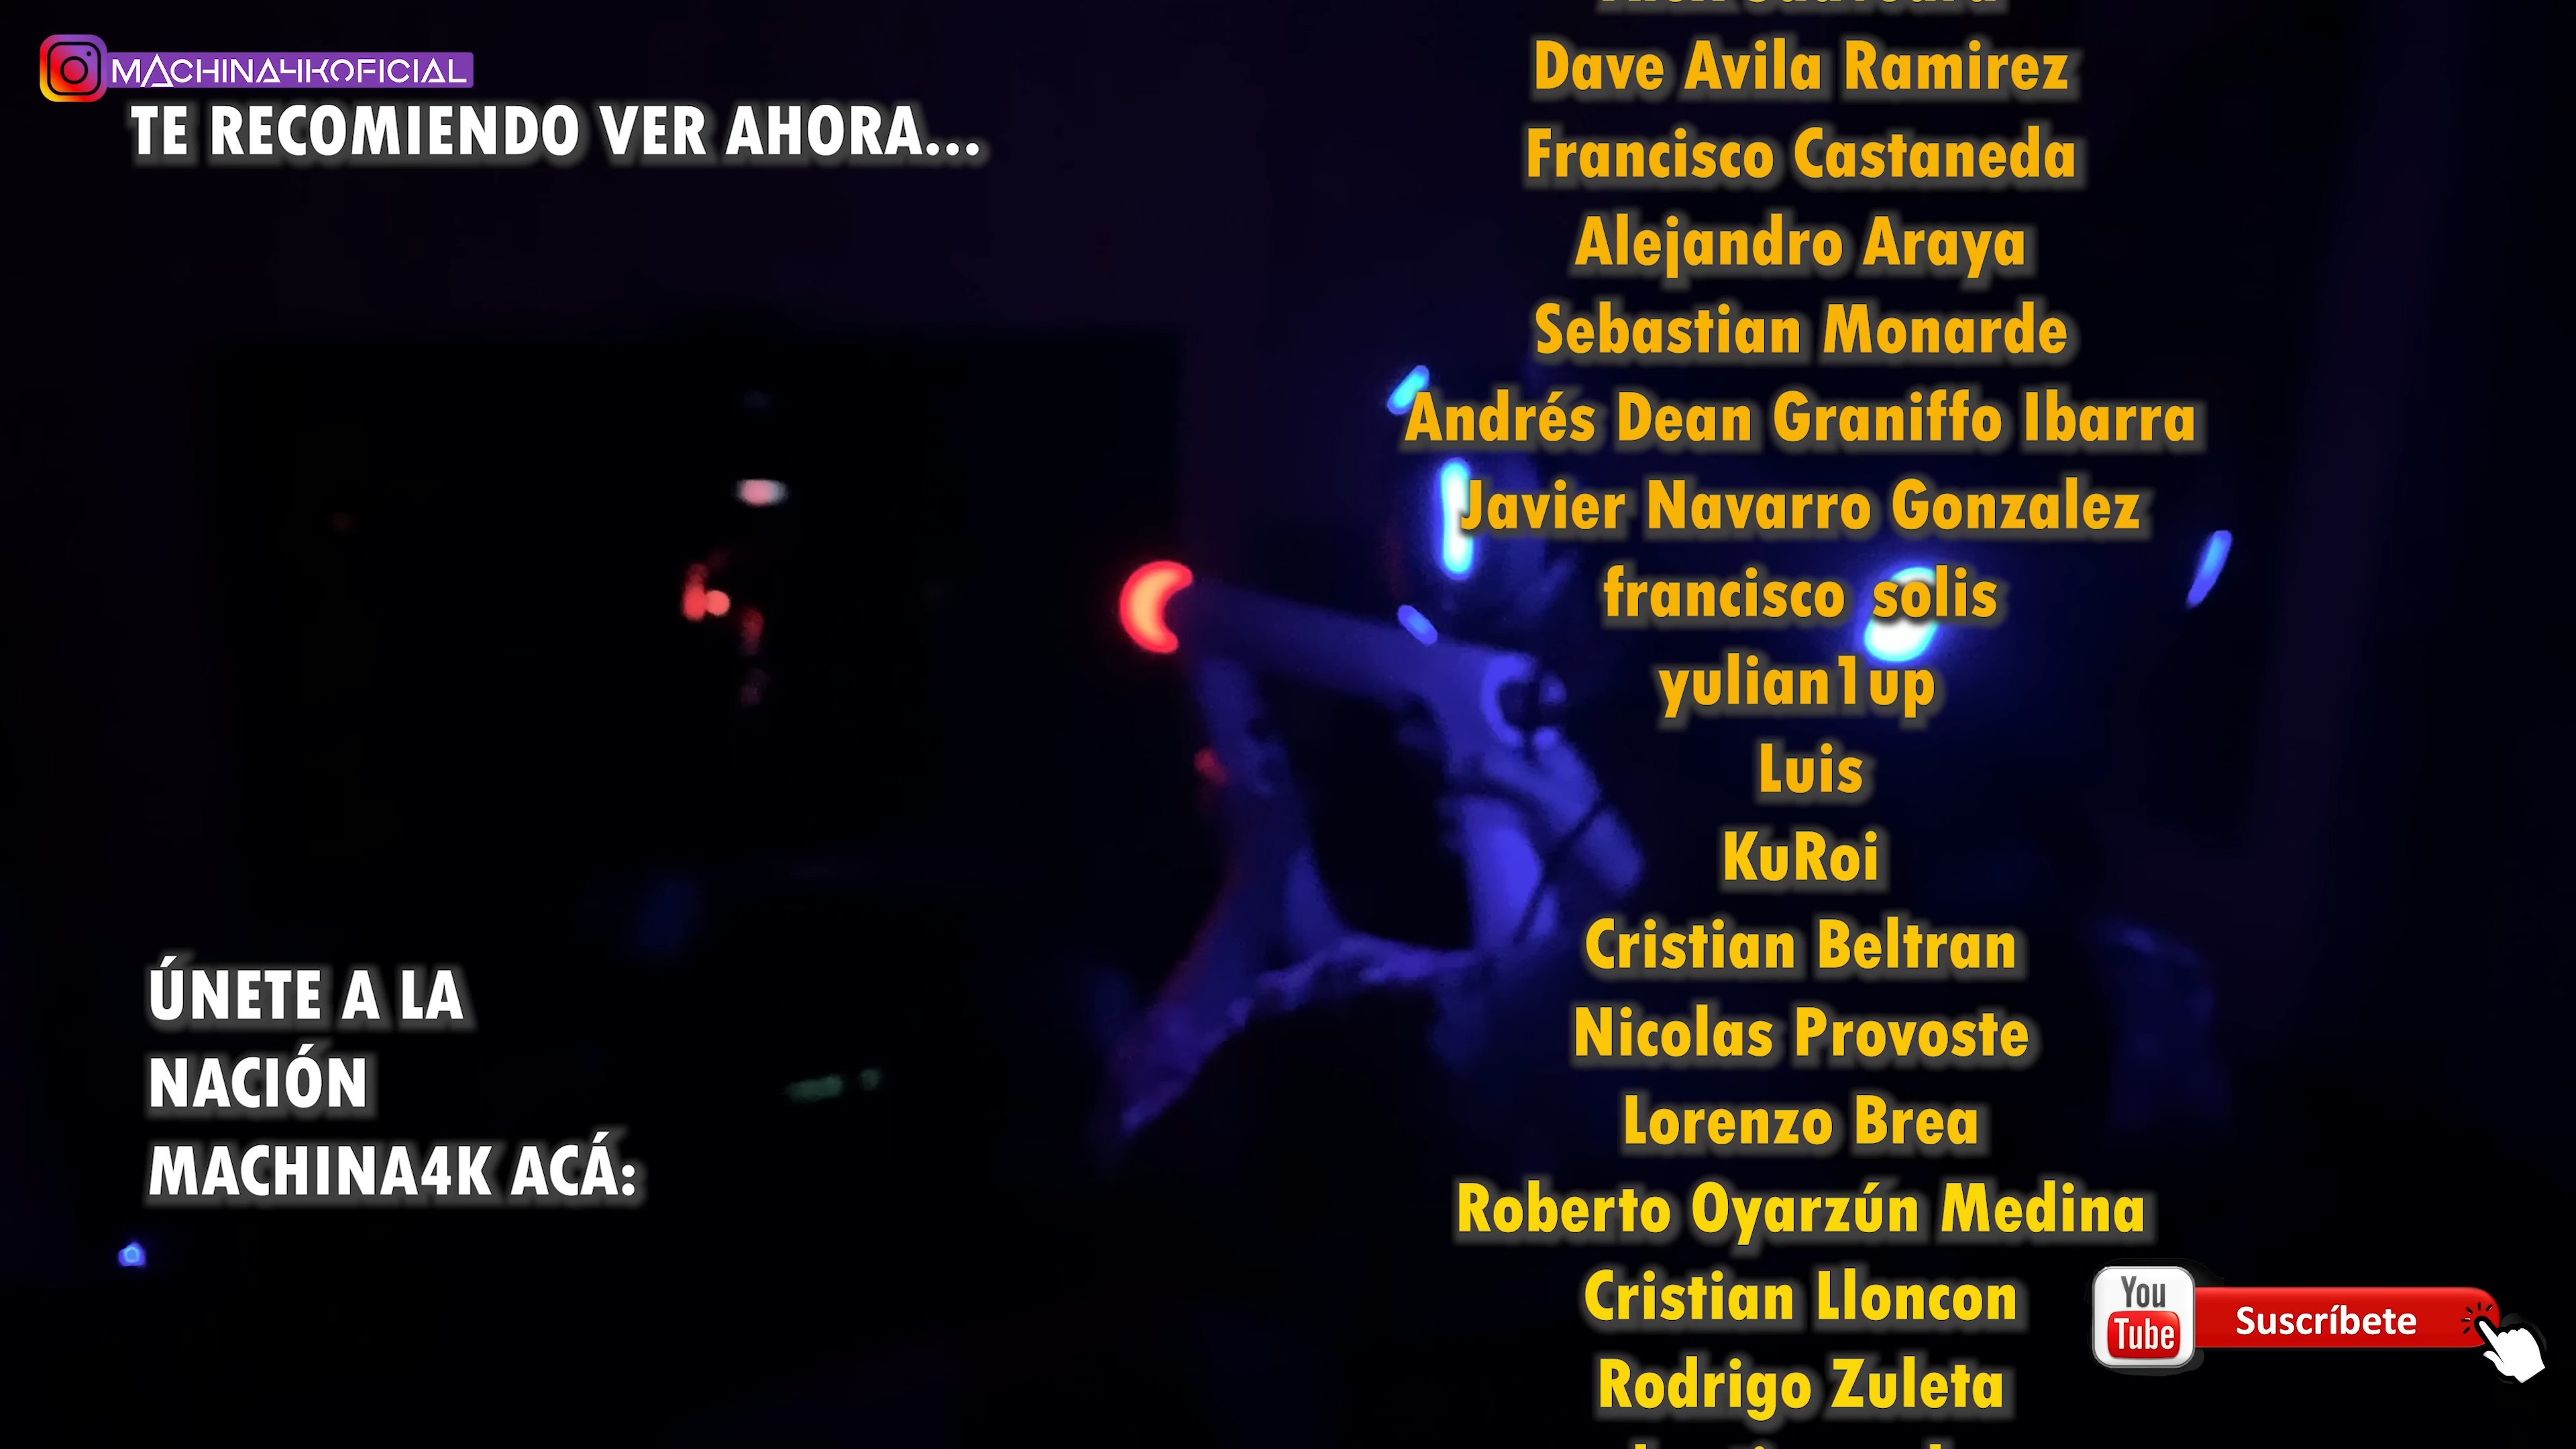 MACHINA4KOFICIAL
TE RECOMIENDO VER AHORA...
Dave Avila Ramirez
Francisco Castaneda
Alejandro Araya
Sebastian Monarde
Andrés Dean Graniffo Ibarra
Javier Navarro Gonzalez
francisco solis
yulian1up
Luis
KuRoi
Cristian Beltran
Nicolas Provoste
Lorenzo Brea
Roberto Oyarzún Medina
Cristian Lloncon
Rodrigo Zuleta
ÚNETE A LA
NACIÓN
MACHINA4K ACÁ:
You
Tube
Suscríbete